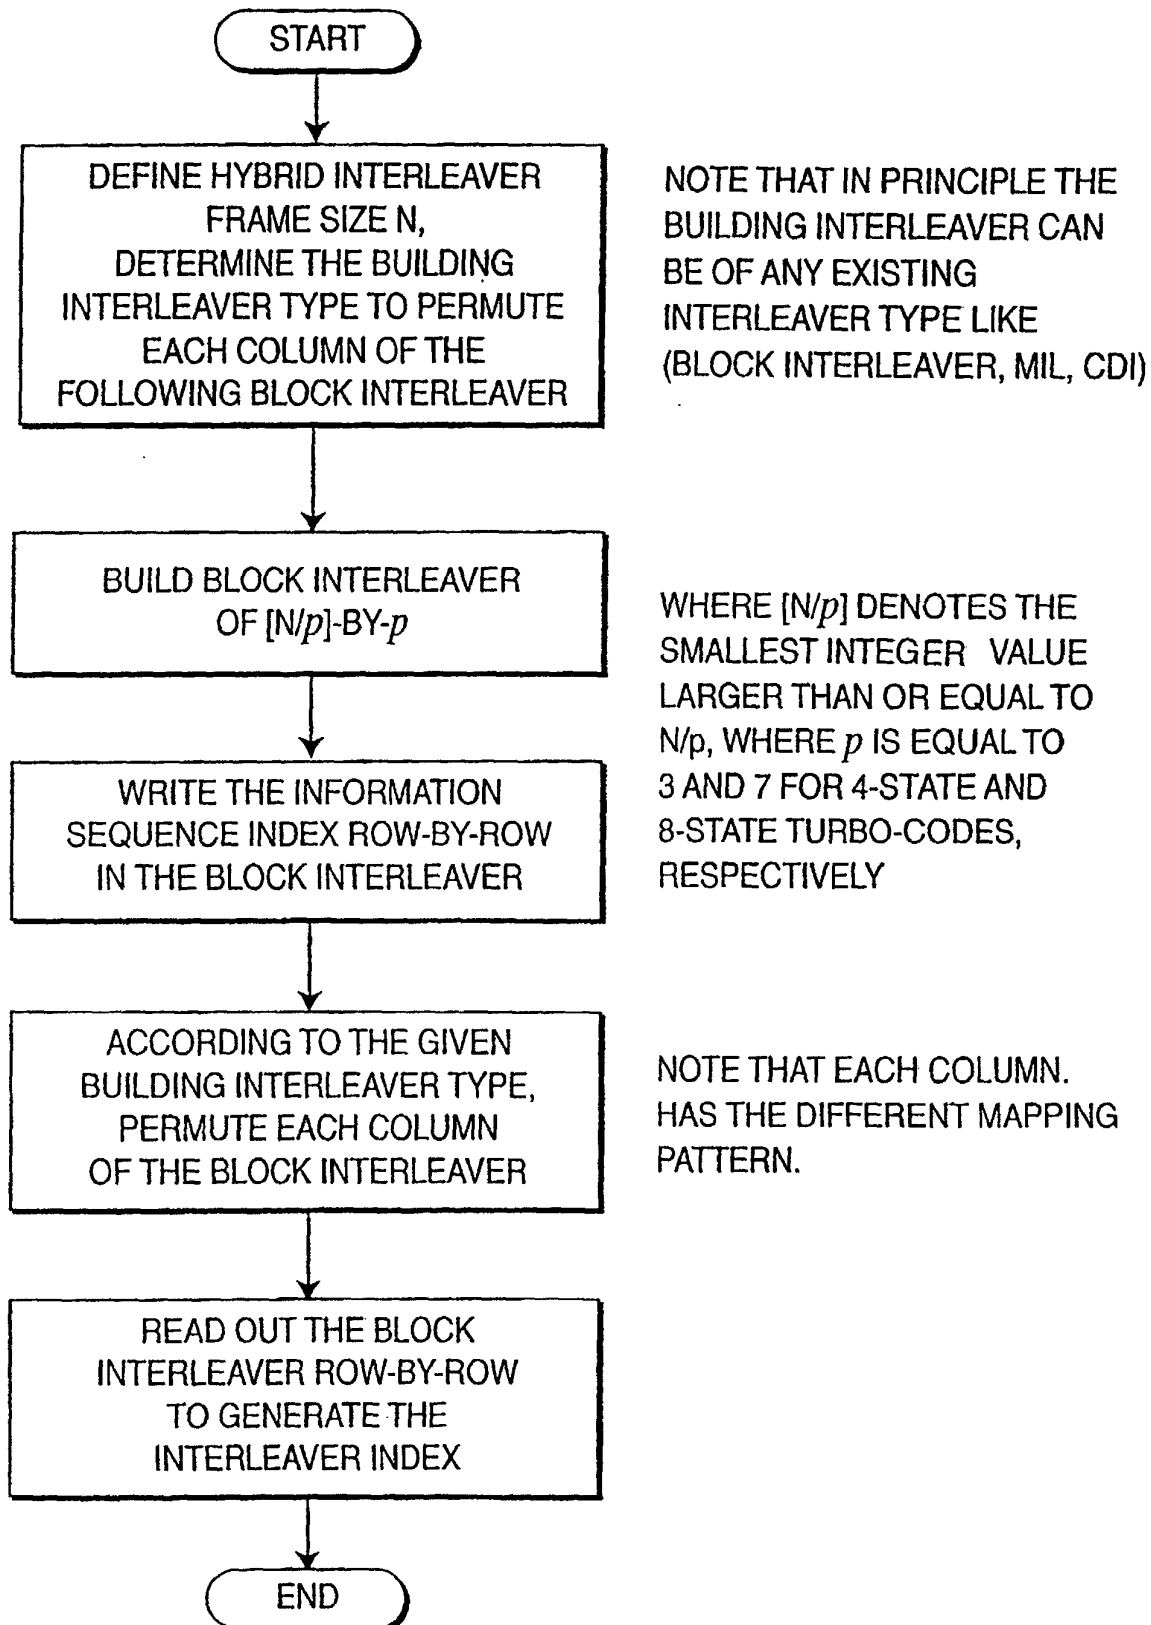 START
DEFINE HYBRID INTERLEAVER
FRAME SIZE N,
DETERMINE THE BUILDING
INTERLEAVER TYPE TO PERMUTE
EACH COLUMN OF THE
FOLLOWING BLOCK INTERLEAVER
NOTE THAT IN PRINCIPLE THE
BUILDING INTERLEAVER CAN
BE OF ANY EXISTING
INTERLEAVER TYPE LIKE
(BLOCK INTERLEAVER, MIL, CDI)
BUILD BLOCK INTERLEAVER
OF [N/p]-BY-p
WHERE [N/p] DENOTES THE
SMALLEST INTEGER VALUE
LARGER THAN OR EQUAL TO
N/p, WHERE p IS EQUAL TO
3 AND 7 FOR 4-STATE AND
8-STATE TURBO-CODES,
RESPECTIVELY
WRITE THE INFORMATION
SEQUENCE INDEX ROW-BY-ROW
IN THE BLOCK INTERLEAVER
ACCORDING TO THE GIVEN
BUILDING INTERLEAVER TYPE,
PERMUTE EACH COLUMN
OF THE BLOCK INTERLEAVER
NOTE THAT EACH COLUMN.
HAS THE DIFFERENT MAPPING
PATTERN.
READ OUT THE BLOCK
INTERLEAVER ROW-BY-ROW
TO GENERATE THE
INTERLEAVER INDEX
END